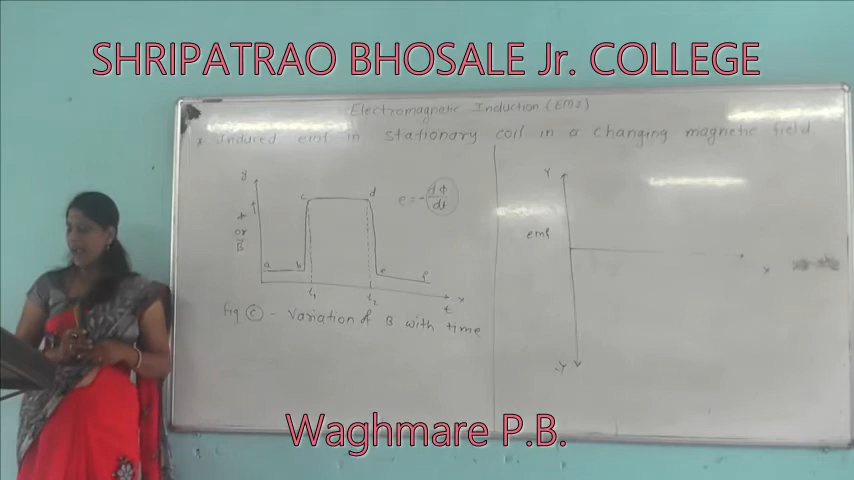 SHRIPATRAO BHOSALE Jr. COLLEGE
Electromagnetic Induction (EMI)
* Induced emf in stationary coil in a changing magnetic field
y
c d
e = - dΦ/dt
φ or B
a b e f
t1 t2 x
t
Fig (c) - Variation of B with time
Y
emf
x
-Y
Waghmare P.B.